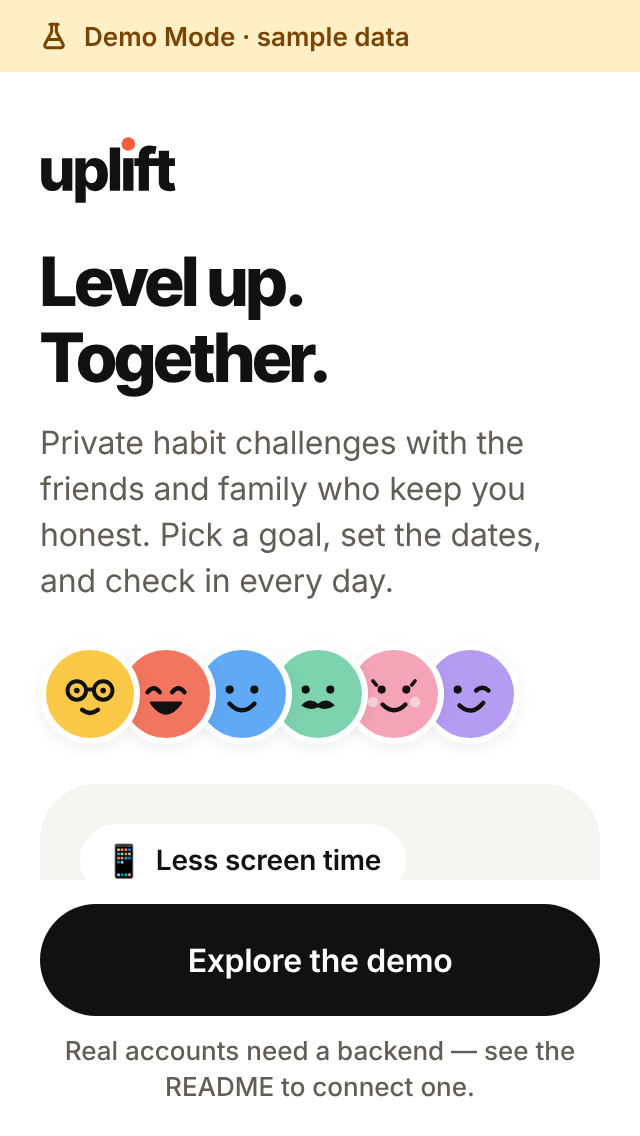 Demo Mode · sample data
uplift
Level up.
Together.
Private habit challenges with the
friends and family who keep you
honest. Pick a goal, set the dates,
and check in every day.
Less screen time
Explore the demo
Real accounts need a backend — see the
README to connect one.